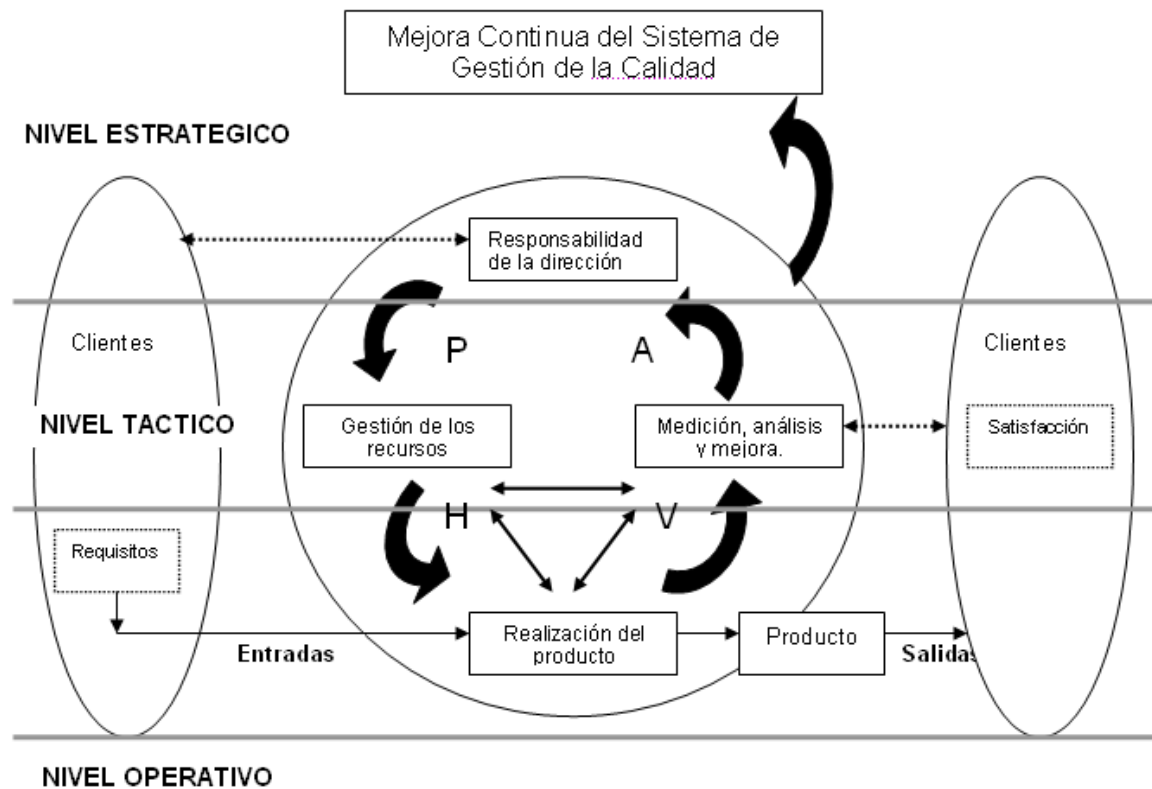 Mejora Continua del Sistema de
Gestión de la Calidad
NIVEL ESTRATEGICO
Responsabilidad
de la dirección
Clientes
P
A
Clientes
NIVEL TACTICO
Gestión de los
recursos
Medición, análisis
y mejora.
Satisfacción
H
V
Requisitos
Entradas
Realización del
producto
Producto
Salidas
NIVEL OPERATIVO